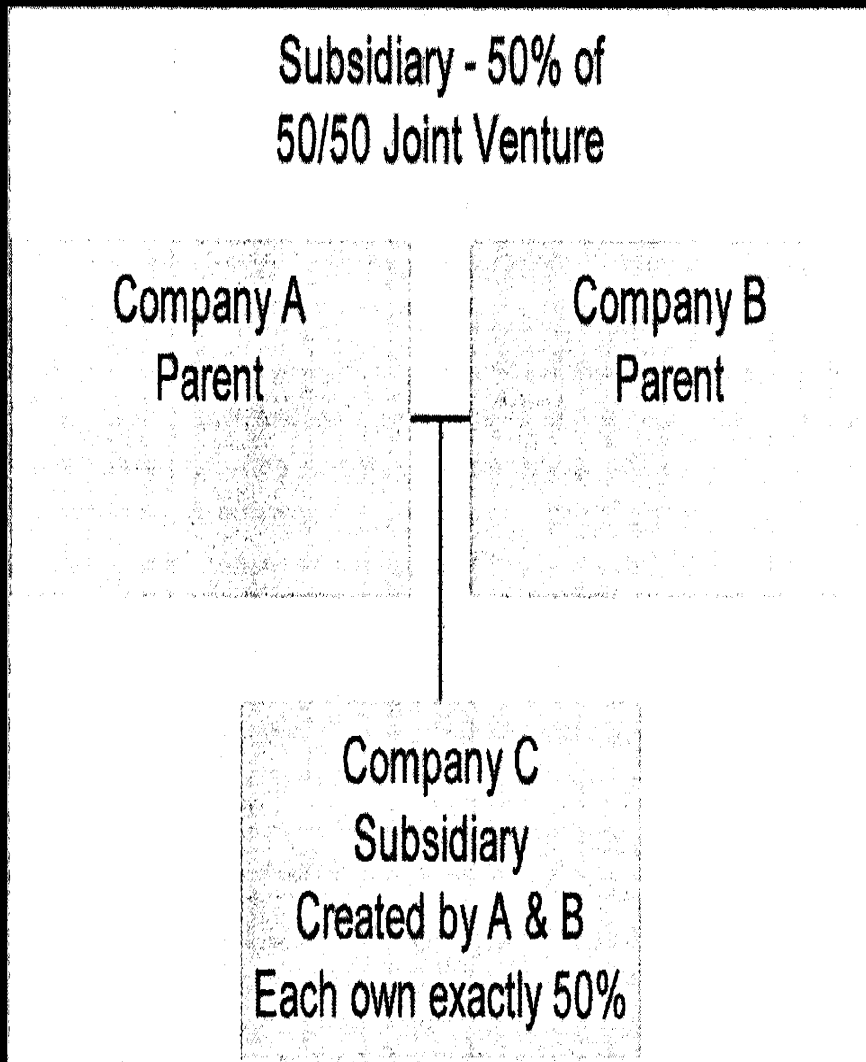 Subsidiary - 50% of
50/50 Joint Venture
Company A
Parent
Company B
Parent
Company C
Subsidiary
Created by A & B
Each own exactly 50%